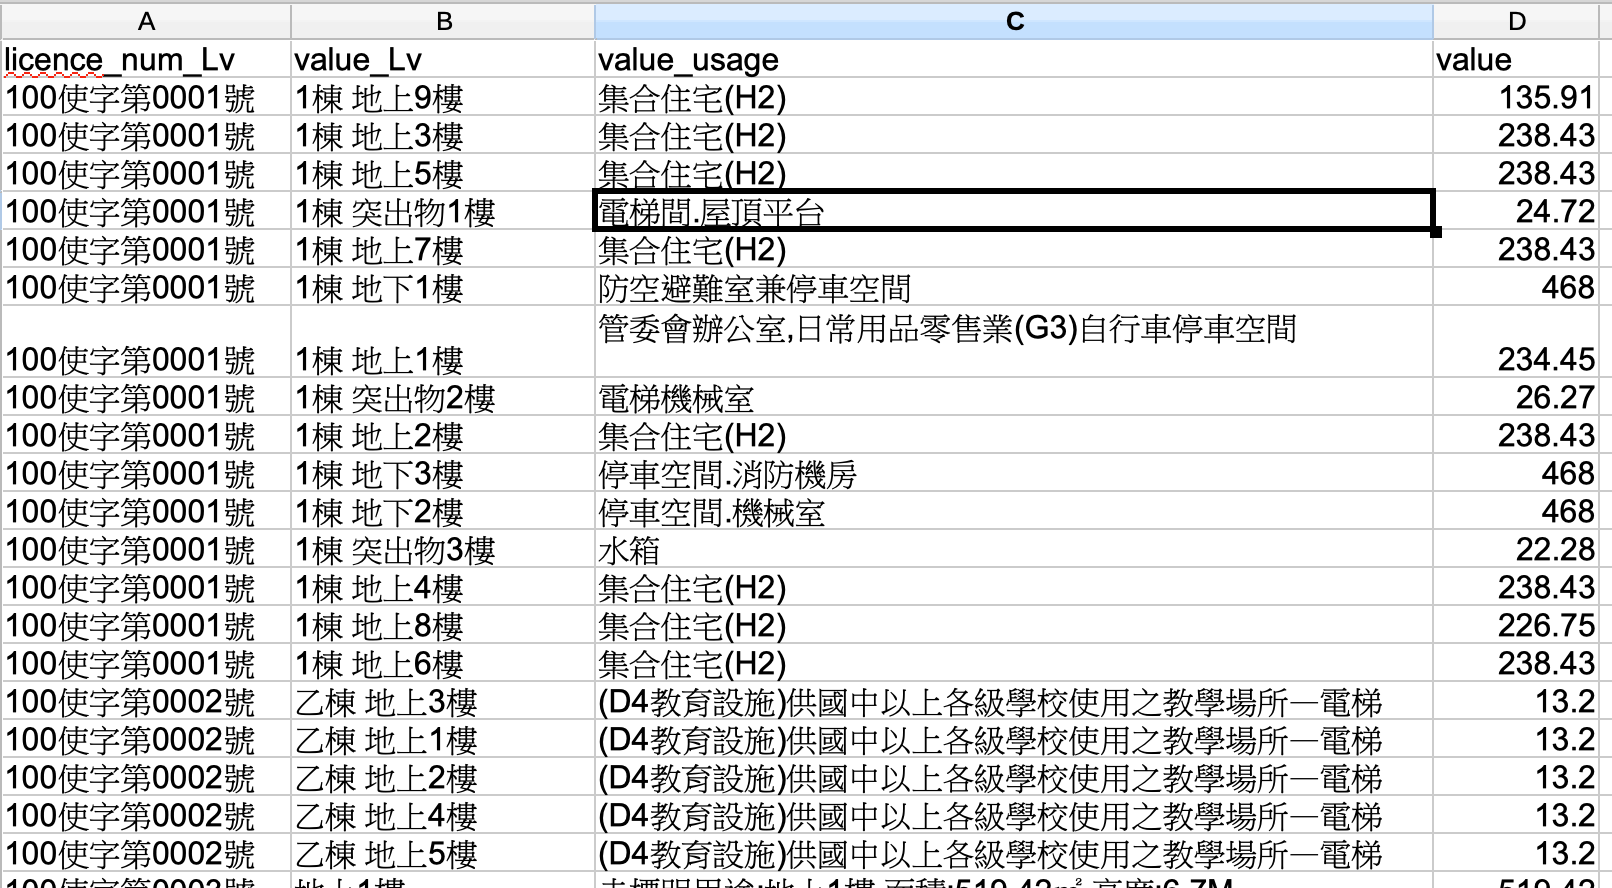 A B C D
licence_num_Lv value_Lv value_usage value
100使字第0001號 1棟 地上9樓 集合住宅(H2) 135.91
100使字第0001號 1棟 地上3樓 集合住宅(H2) 238.43
100使字第0001號 1棟 地上5樓 集合住宅(H2) 238.43
100使字第0001號 1棟 突出物1樓 電梯間.屋頂平台 24.72
100使字第0001號 1棟 地上7樓 集合住宅(H2) 238.43
100使字第0001號 1棟 地下1樓 防空避難室兼停車空間 468
100使字第0001號 1棟 地上1樓 管委會辦公室,日常用品零售業(G3)自行車停車空間 234.45
100使字第0001號 1棟 突出物2樓 電梯機械室 26.27
100使字第0001號 1棟 地上2樓 集合住宅(H2) 238.43
100使字第0001號 1棟 地下3樓 停車空間.消防機房 468
100使字第0001號 1棟 地下2樓 停車空間.機械室 468
100使字第0001號 1棟 突出物3樓 水箱 22.28
100使字第0001號 1棟 地上4樓 集合住宅(H2) 238.43
100使字第0001號 1棟 地上8樓 集合住宅(H2) 226.75
100使字第0001號 1棟 地上6樓 集合住宅(H2) 238.43
100使字第0002號 乙棟 地上3樓 (D4教育設施)供國中以上各級學校使用之教學場所—電梯 13.2
100使字第0002號 乙棟 地上1樓 (D4教育設施)供國中以上各級學校使用之教學場所—電梯 13.2
100使字第0002號 乙棟 地上2樓 (D4教育設施)供國中以上各級學校使用之教學場所—電梯 13.2
100使字第0002號 乙棟 地上4樓 (D4教育設施)供國中以上各級學校使用之教學場所—電梯 13.2
100使字第0002號 乙棟 地上5樓 (D4教育設施)供國中以上各級學校使用之教學場所—電梯 13.2